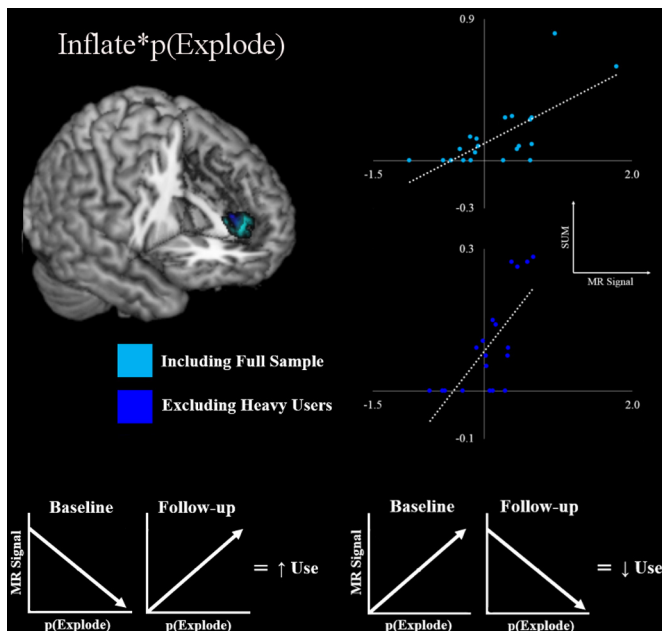 Inflate*p(Explode)
0.9
-1.5
2.0
-0.3
SUM
MR Signal
0.3
-1.5
2.0
-0.1
Including Full Sample
Excluding Heavy Users
Baseline
Follow-up
MR Signal
p(Explode)
p(Explode)
= ↑ Use
Baseline
Follow-up
MR Signal
p(Explode)
p(Explode)
= ↓ Use